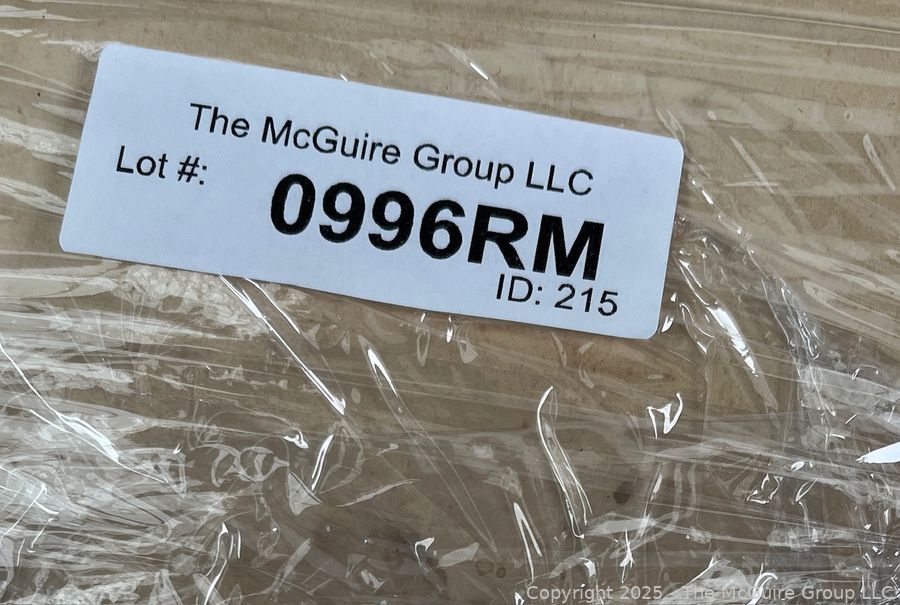 The McGuire Group LLC
Lot #:
0996RM
ID: 215
Copyright 2025 - The McGuire Group LLC